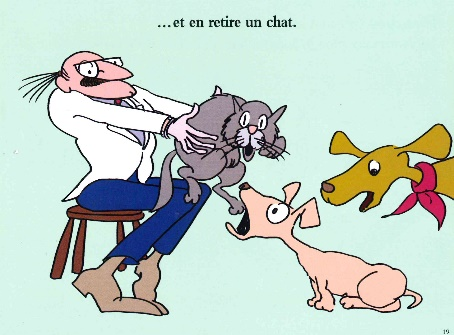 ...et en retire un chat.
19